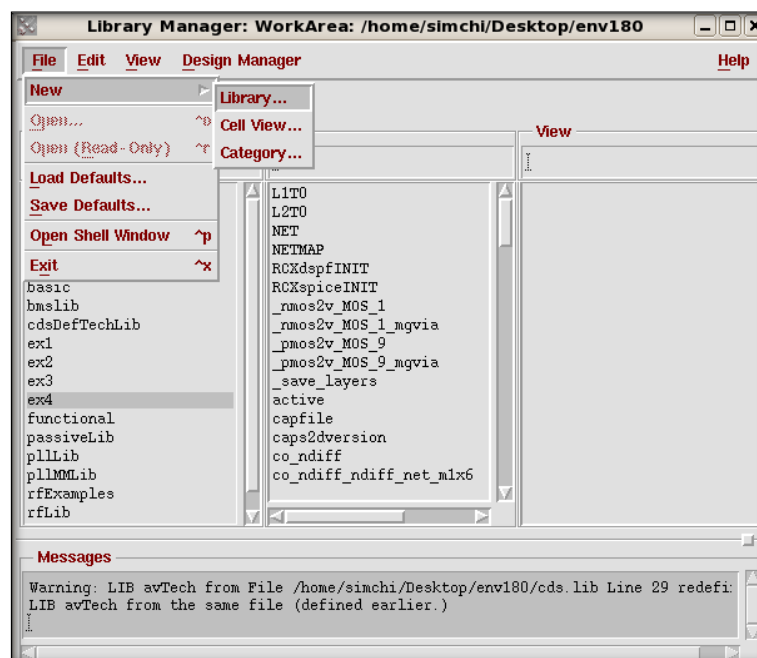 Library Manager: WorkArea: /home/simchi/Desktop/env180
File Edit View Design Manager Help
New
Open... ^o
Open (Read-Only) ^r
Load Defaults...
Save Defaults...
Open Shell Window ^p
Exit ^x
Library...
Cell View...
Category...
View
basic
bmslib
cdsDefTechLib
ex1
ex2
ex3
ex4
functional
passiveLib
pllLib
pllMMLib
rfExamples
rfLib
L1T0
L2T0
NET
NETMAP
RCXdspfINIT
RCXspiceINIT
_nmos2v_MOS_1
_nmos2v_MOS_1_mgvia
_pmos2v_MOS_9
_pmos2v_MOS_9_mgvia
_save_layers
active
capfile
caps2dversion
co_ndiff
co_ndiff_ndiff_net_m1x6
Messages
Warning: LIB avTech from File /home/simchi/Desktop/env180/cds.lib Line 29 redefi
LIB avTech from the same file (defined earlier.)